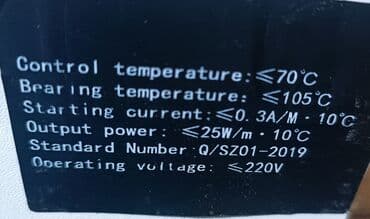 Control temperature:≤70℃
Bearing temperature:≤105℃
Starting current:≤0.3A/M·10℃
Output power:≤25W/m·10℃
Standard Number:Q/SZ01-2019
Operating voltage:≤220V